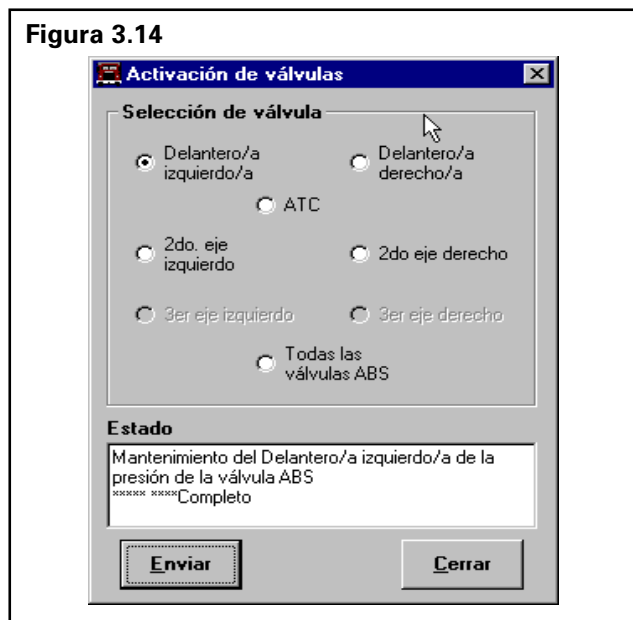 Figura 3.14
Activación de válvulas
Selección de válvula
Delantero/a
izquierdo/a
Delantero/a
derecho/a
ATC
2do. eje
izquierdo
2do eje derecho
3er eje izquierdo
3er eje derecho
Todas las
válvulas ABS
Estado
Mantenimiento del Delantero/a izquierdo/a de la
presión de la válvula ABS
***** ****Completo
Enviar
Cerrar